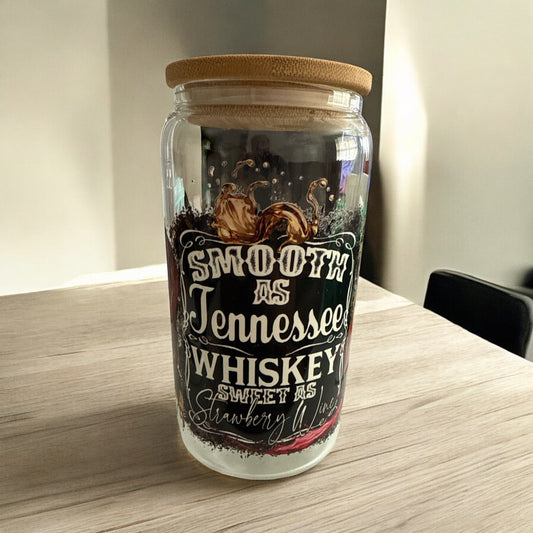 SMOOTH
AS
Tennessee
WHISKEY
SWEET AS
Strawberry Wine